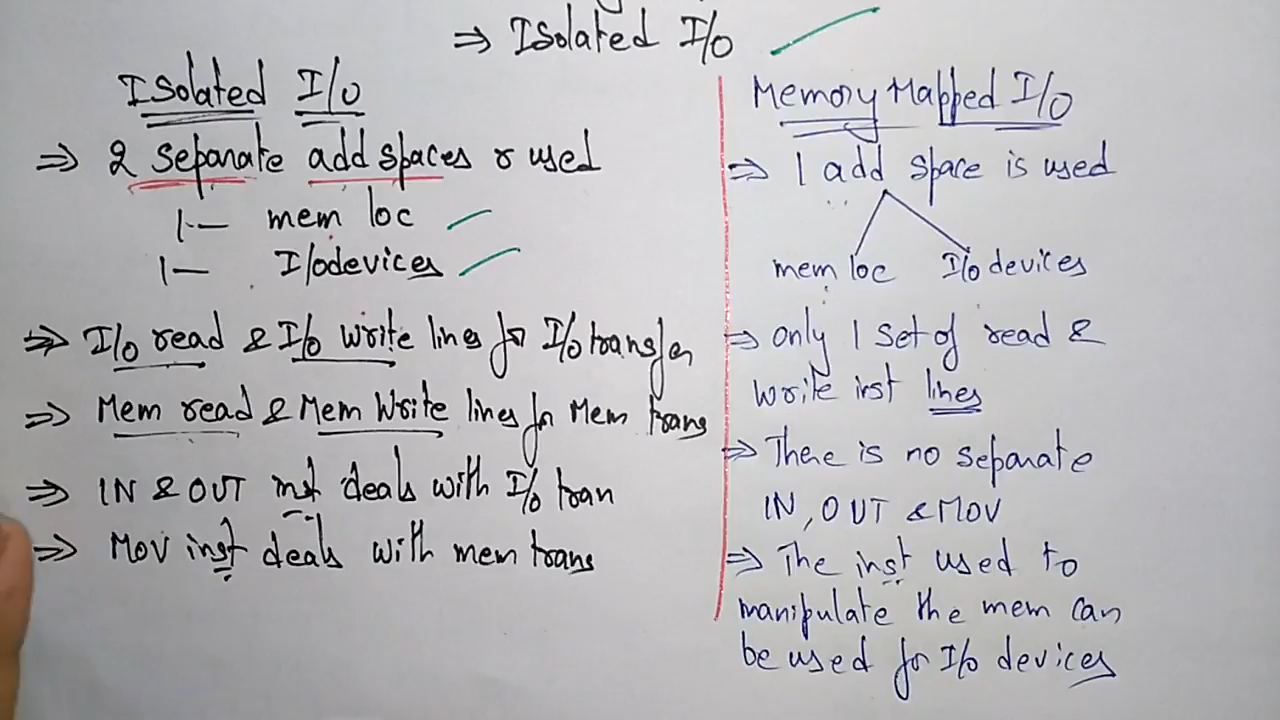 ⇒ Isolated I/O
Isolated I/O
⇒ 2 separate add spaces r used
1 - mem loc
1 - I/o devices
⇒ I/o read & I/o write lines for I/o transfer
⇒ Mem read & Mem Write lines for Mem trans
⇒ IN & OUT inst deals with I/o tran
⇒ Mov inst deals with mem trans
Memory Mapped I/O
⇒ 1 add space is used
mem loc I/o devices
⇒ only 1 set of read &
write inst lines
⇒ There is no separate
IN, OUT & MOV
⇒ The inst used to
manipulate the mem can
be used for I/o devices